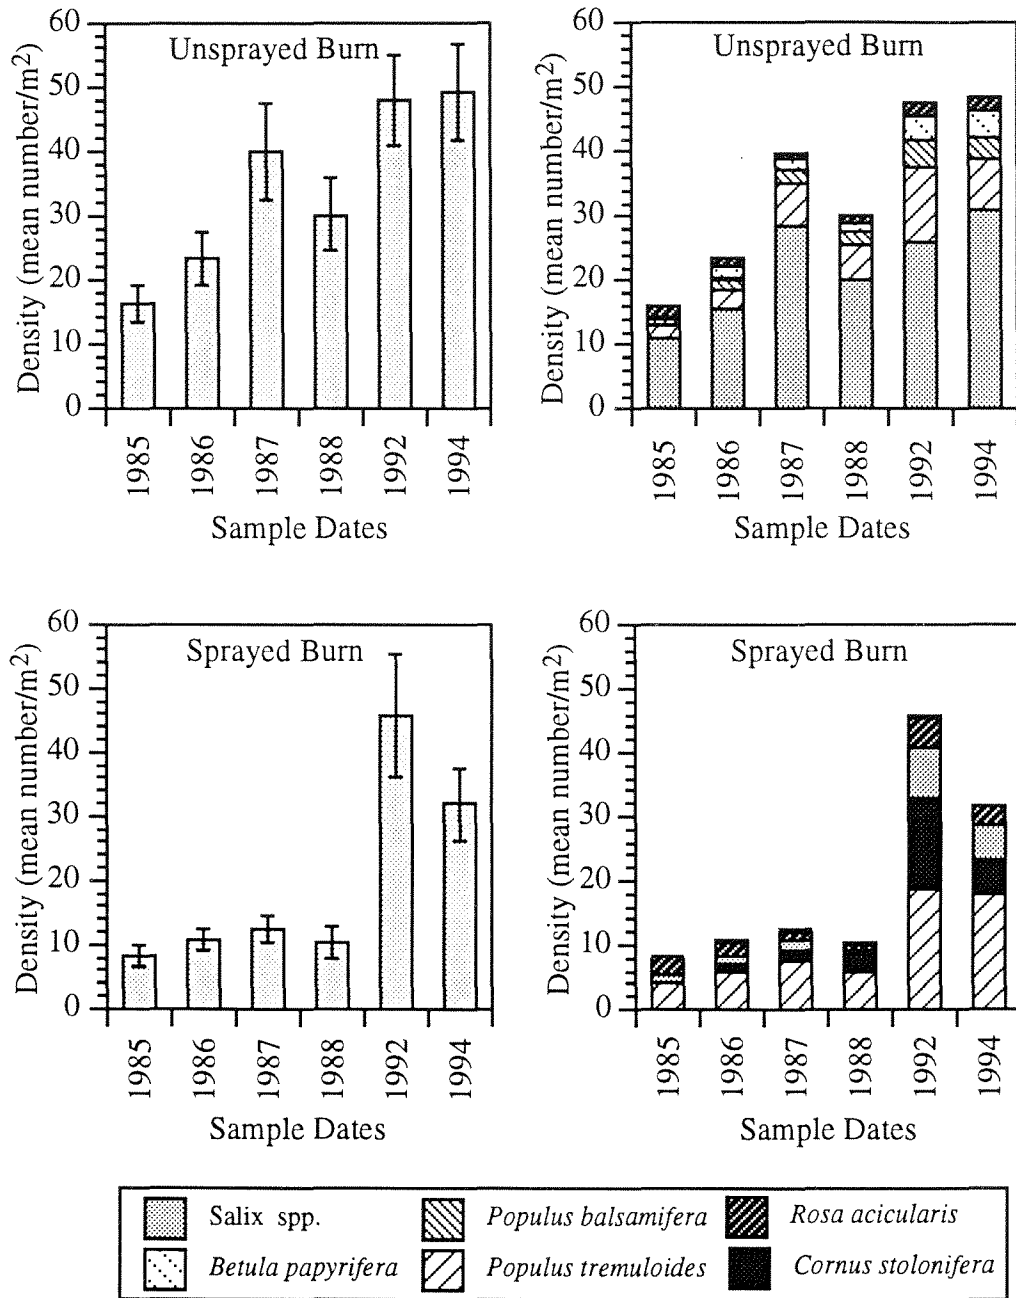 Unsprayed Burn
Density (mean number/m2)
60
50
40
30
20
10
0
1985
1986
1987
1988
1992
1994
Sample Dates
Unsprayed Burn
Density (mean number/m2)
60
50
40
30
20
10
0
1985
1986
1987
1988
1992
1994
Sample Dates
Sprayed Burn
Density (mean number/m2)
60
50
40
30
20
10
0
1985
1986
1987
1988
1992
1994
Sample Dates
Sprayed Burn
Density (mean number/m2)
60
50
40
30
20
10
0
1985
1986
1987
1988
1992
1994
Sample Dates
Salix spp.
Populus balsamifera
Rosa acicularis
Betula papyrifera
Populus tremuloides
Cornus stolonifera